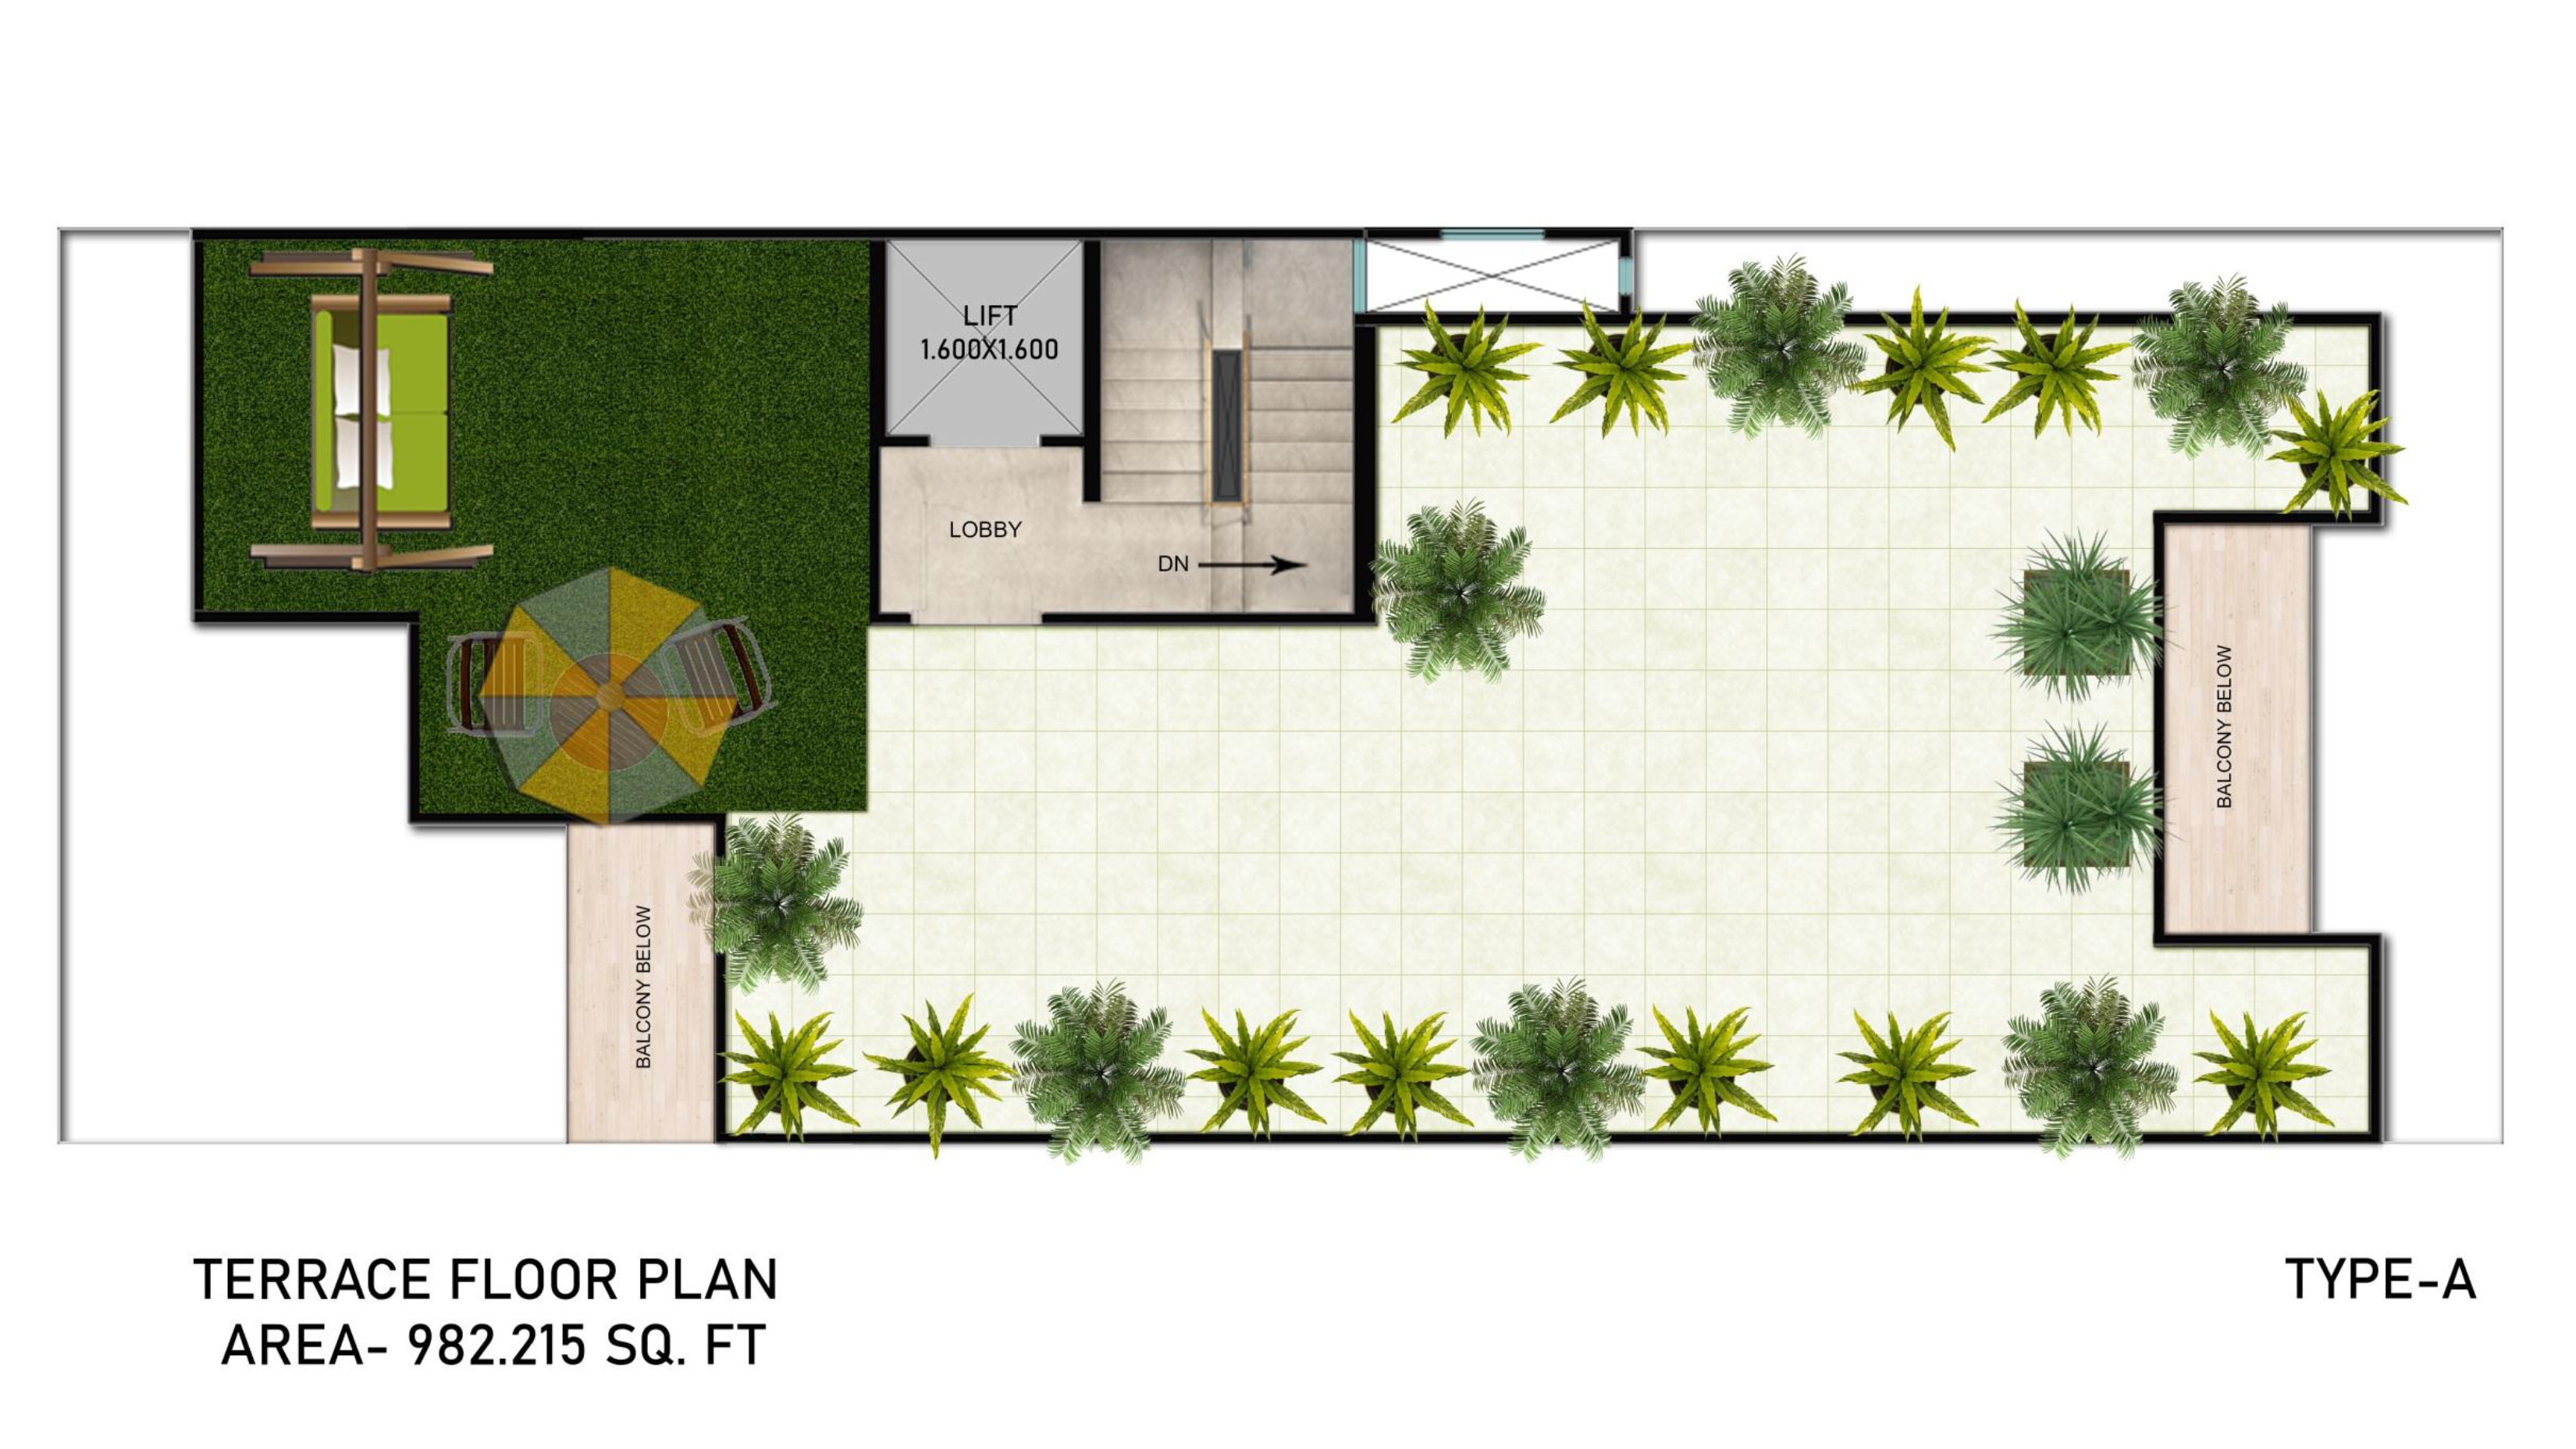 LIFT
1.600X1.600
LOBBY
DN
BALCONY BELOW
BALCONY BELOW
TERRACE FLOOR PLAN
AREA- 982.215 SQ. FT
TYPE-A